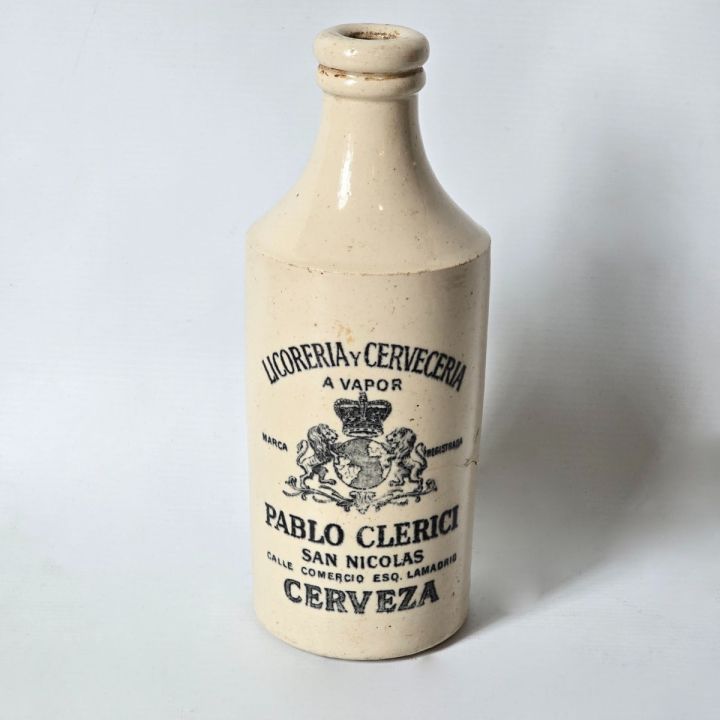 LICORERIA Y CERVECERIA
A VAPOR
MARCA REGISTRADA
PABLO CLERICI
SAN NICOLAS
CALLE COMERCIO ESQ. LAMADRID
CERVEZA